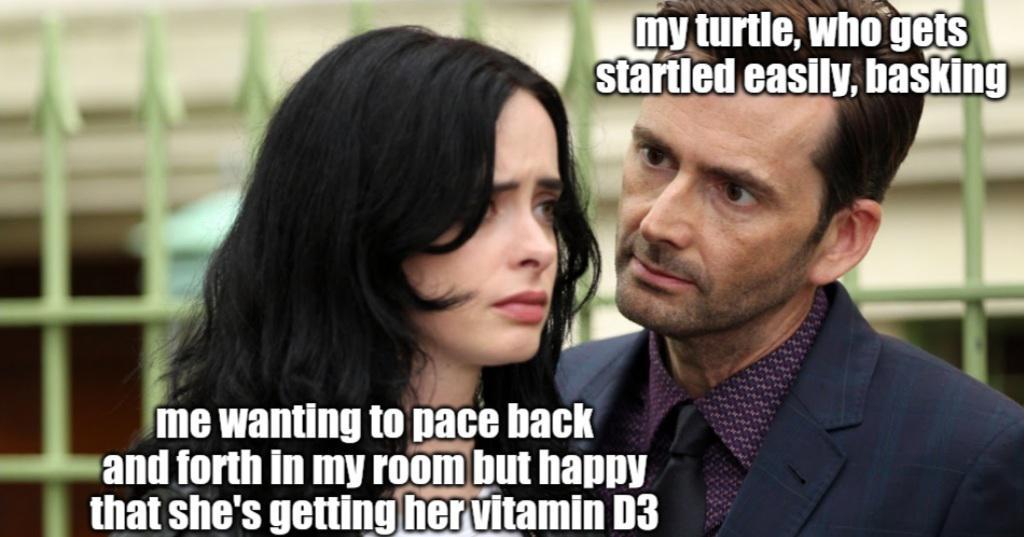 my turtle, who gets
startled easily, basking
me wanting to pace back
and forth in my room but happy
that she's getting her vitamin D3